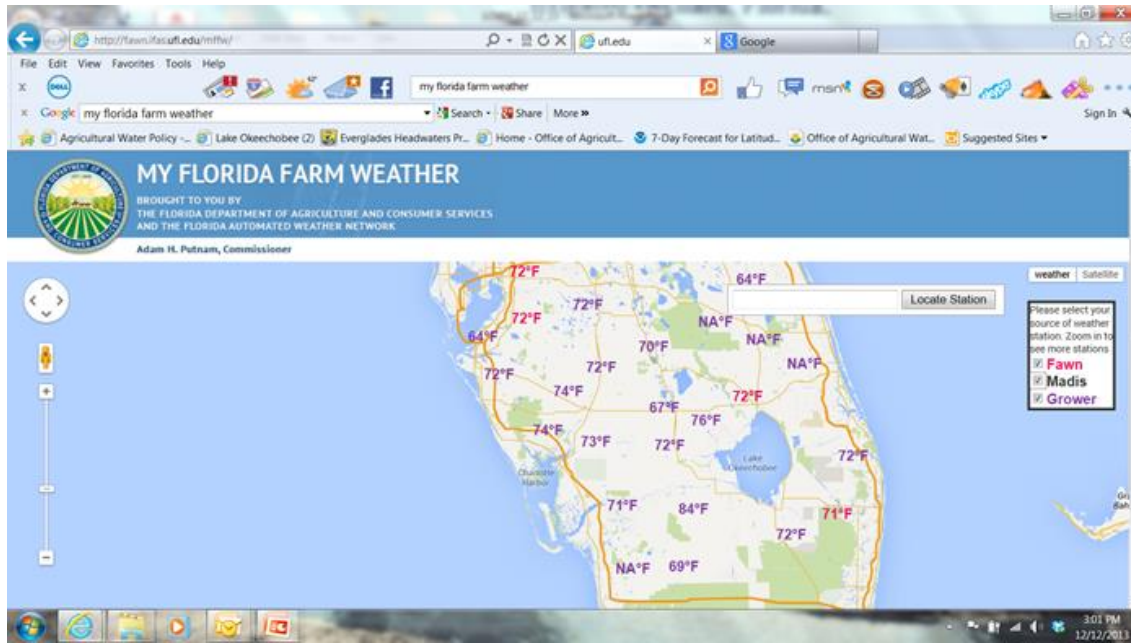 http://fawn.ifas.ufl.edu/mffw/
ufl.edu
Google
File Edit View Favorites Tools Help
DELL
my florida farm weather
msn
Google my florida farm weather
Search Share More »
Sign In
Agricultural Water Policy -... Lake Okeechobee (2) Everglades Headwaters Pr... Home - Office of Agricult... 7-Day Forecast for Latitud... Office of Agricultural Wat... Suggested Sites
MY FLORIDA FARM WEATHER
BROUGHT TO YOU BY
THE FLORIDA DEPARTMENT OF AGRICULTURE AND CONSUMER SERVICES
AND THE FLORIDA AUTOMATED WEATHER NETWORK
Adam H. Putnam, Commissioner
weather Satellite
Locate Station
Please select your
source of weather
station. Zoom in to
see more stations
Fawn
Madis
Grower
72°F
64°F
72°F
72°F
NA°F
64°F
NA°F
70°F
72°F
72°F
NA°F
74°F
72°F
67°F
76°F
74°F
73°F
72°F
72°F
Lake
Okeechobee
Charlotte
Harbor
71°F
84°F
71°F
72°F
NA°F
69°F
3:01 PM